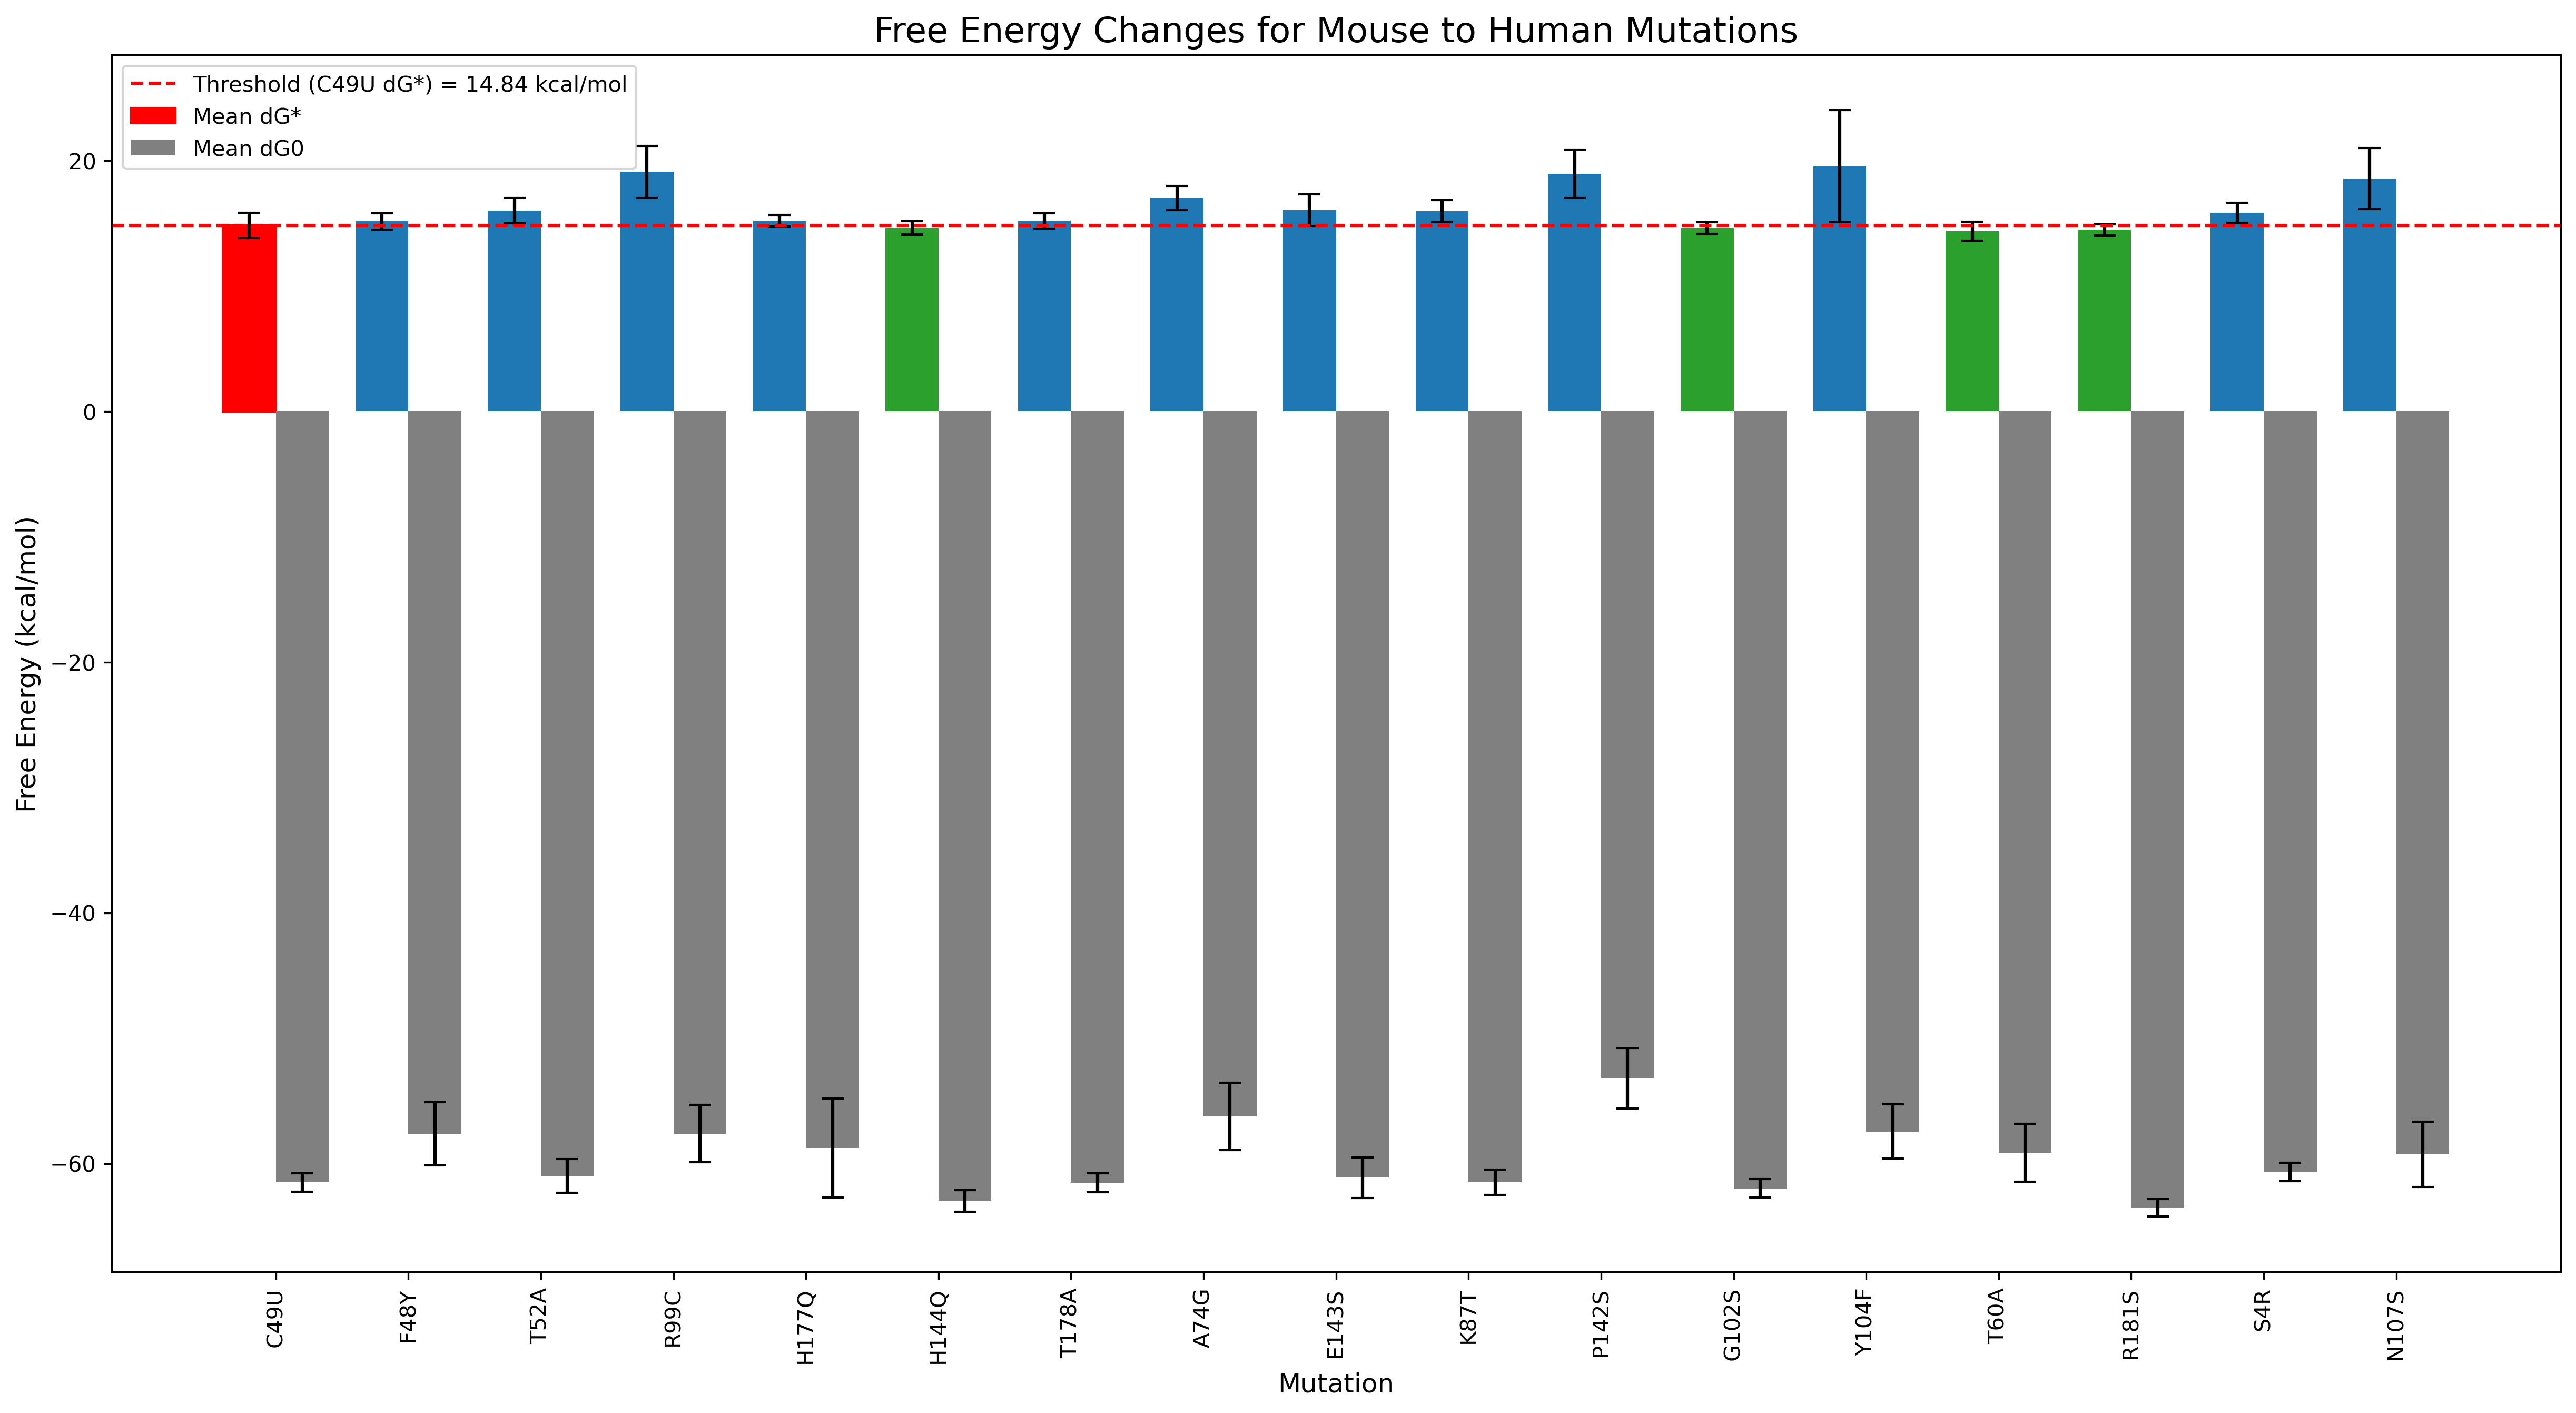 Free Energy Changes for Mouse to Human Mutations
Threshold (C49U dG*) = 14.84 kcal/mol
Mean dG*
Mean dG0
20
0
−20
−40
−60
Free Energy (kcal/mol)
C49U
F48Y
T52A
R99C
H177Q
H144Q
T178A
A74G
E143S
K87T
P142S
G102S
Y104F
T60A
R181S
S4R
N107S
Mutation